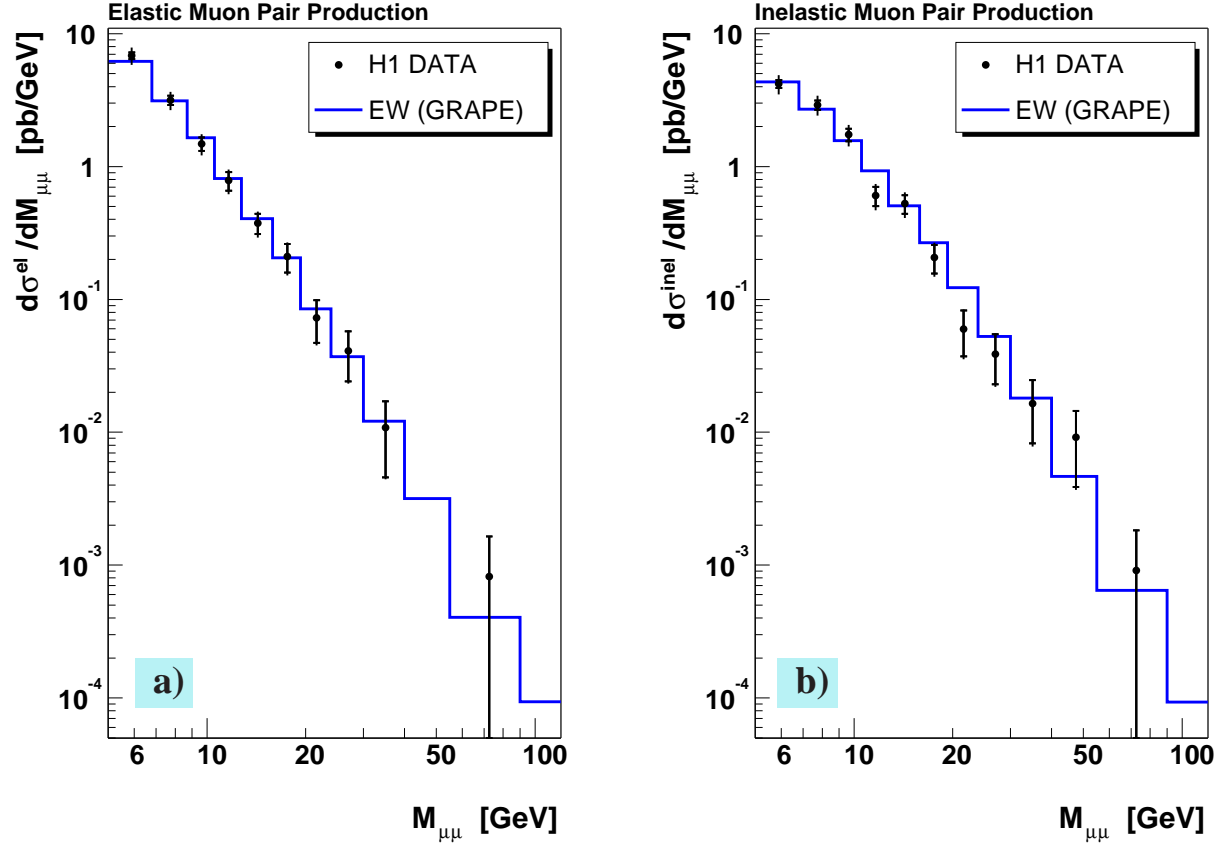 Elastic Muon Pair Production
dσ^el /dM_μμ [pb/GeV]
H1 DATA
EW (GRAPE)
10
1
10^-1
10^-2
10^-3
10^-4
a)
6 10 20 50 100
M_μμ [GeV]
Inelastic Muon Pair Production
dσ^inel /dM_μμ [pb/GeV]
H1 DATA
EW (GRAPE)
10
1
10^-1
10^-2
10^-3
10^-4
b)
6 10 20 50 100
M_μμ [GeV]